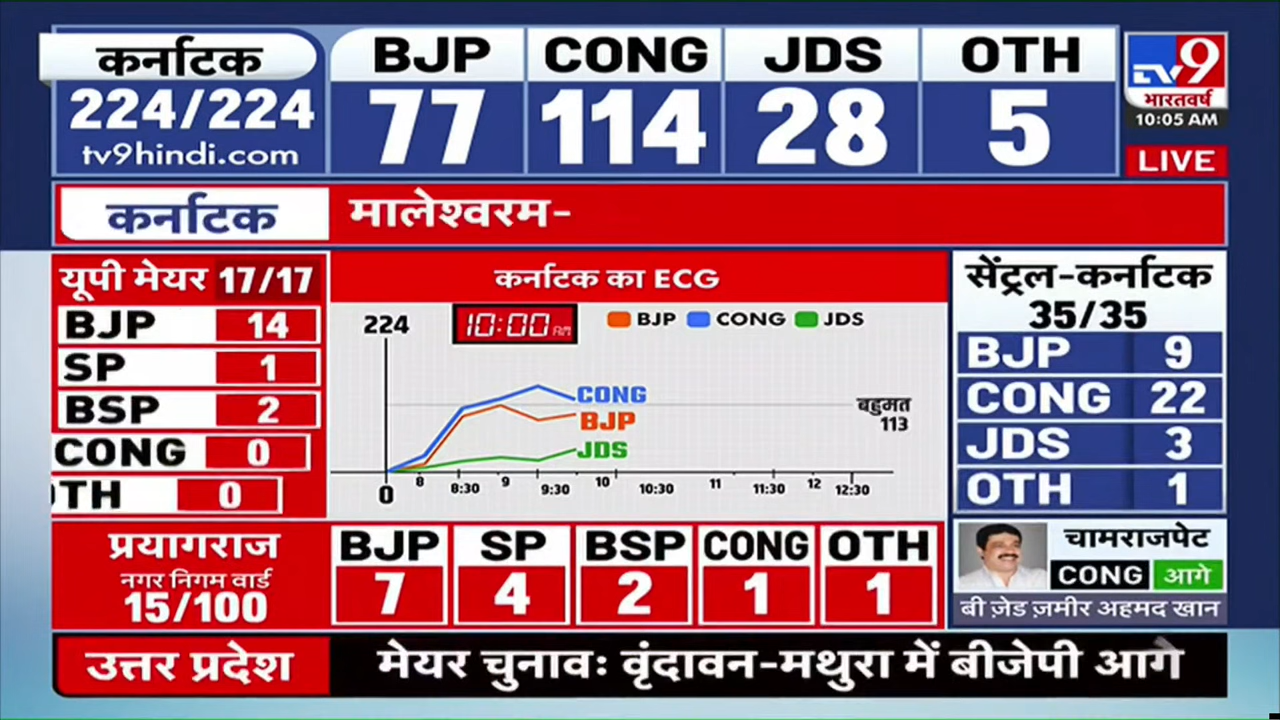 कर्नाटक
224/224
tv9hindi.com
BJP CONG JDS OTH
77 114 28 5
TV9
भारतवर्ष
10:05 AM
LIVE
कर्नाटक
मालेश्वरम-
यूपी मेयर 17/17
BJP 14
SP 1
BSP 2
CONG 0
OTH 0
कर्नाटक का ECG
224
10:00 AM
BJP CONG JDS
CONG
BJP
JDS
बहुमत
113
0 8 8:30 9 9:30 10 10:30 11 11:30 12 12:30
सेंट्रल-कर्नाटक
35/35
BJP 9
CONG 22
JDS 3
OTH 1
प्रयागराज
नगर निगम वार्ड
15/100
BJP SP BSP CONG OTH
7 4 2 1 1
चामराजपेट
CONG आगे
बी ज़ेड ज़मीर अहमद खान
उत्तर प्रदेश
मेयर चुनावः वृंदावन-मथुरा में बीजेपी आगे